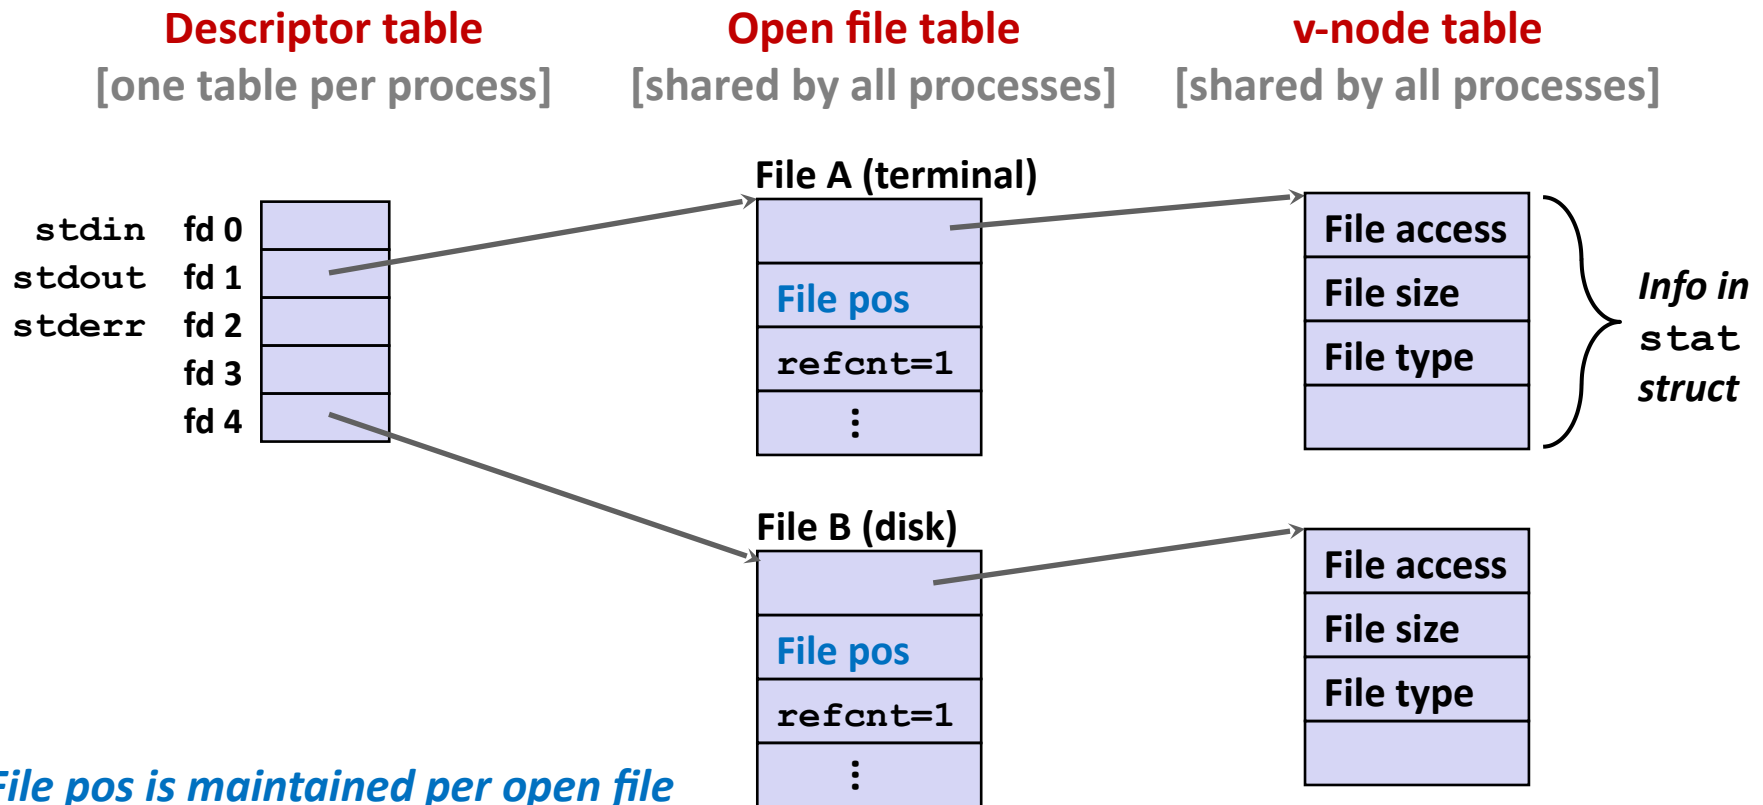 Descriptor table
[one table per process]
Open file table
[shared by all processes]
v-node table
[shared by all processes]
stdin fd 0
stdout fd 1
stderr fd 2
fd 3
fd 4
File A (terminal)
File pos
refcnt=1
⋮
File access
File size
File type
Info in
stat
struct
File B (disk)
File pos
refcnt=1
⋮
File access
File size
File type
File pos is maintained per open file